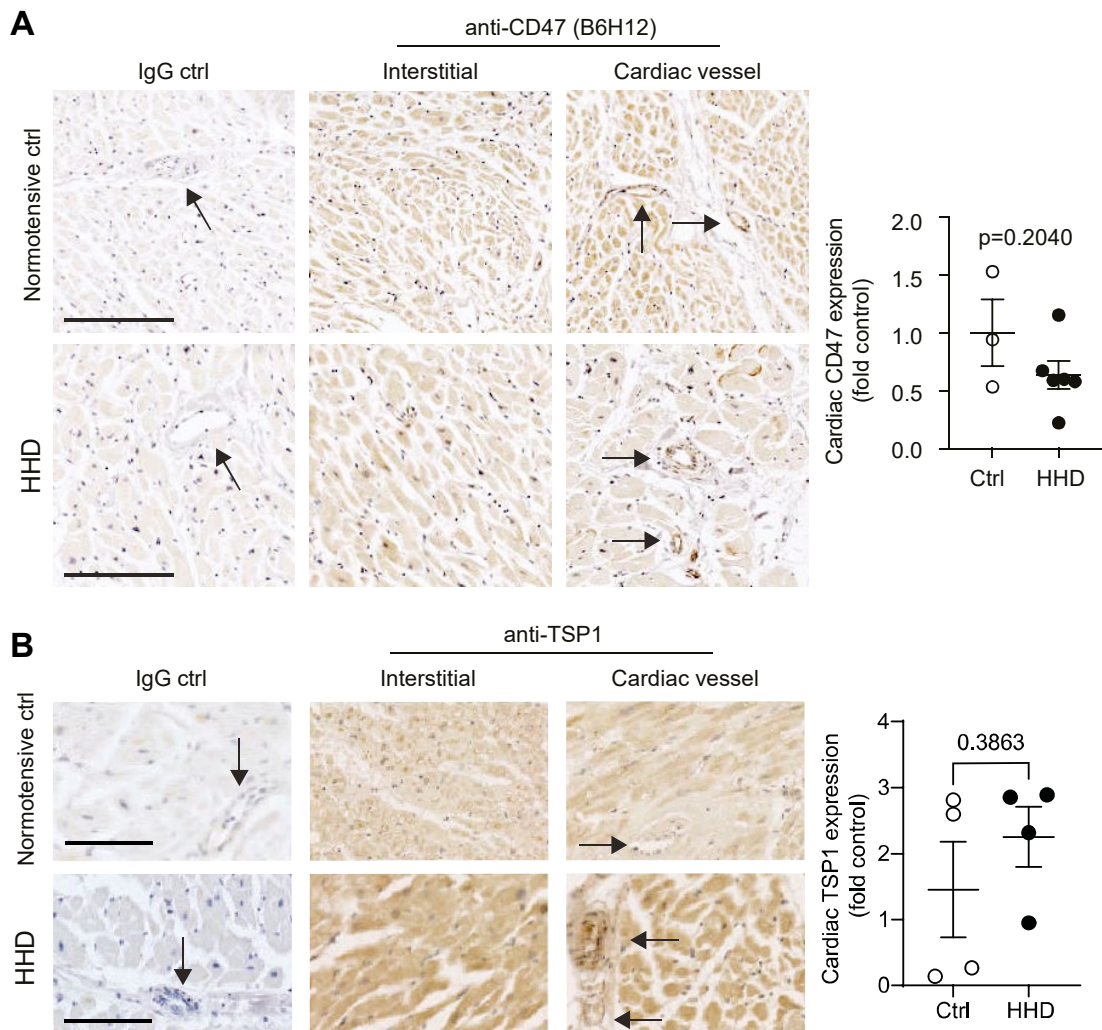 A
anti-CD47 (B6H12)
IgG ctrl
Interstitial
Cardiac vessel
Normotensive ctrl
HHD
Cardiac CD47 expression
(fold control)
2.0
1.5
1.0
0.5
0.0
p=0.2040
Ctrl
HHD
B
anti-TSP1
IgG ctrl
Interstitial
Cardiac vessel
Normotensive ctrl
HHD
Cardiac TSP1 expression
(fold control)
4
3
2
1
0
0.3863
Ctrl
HHD